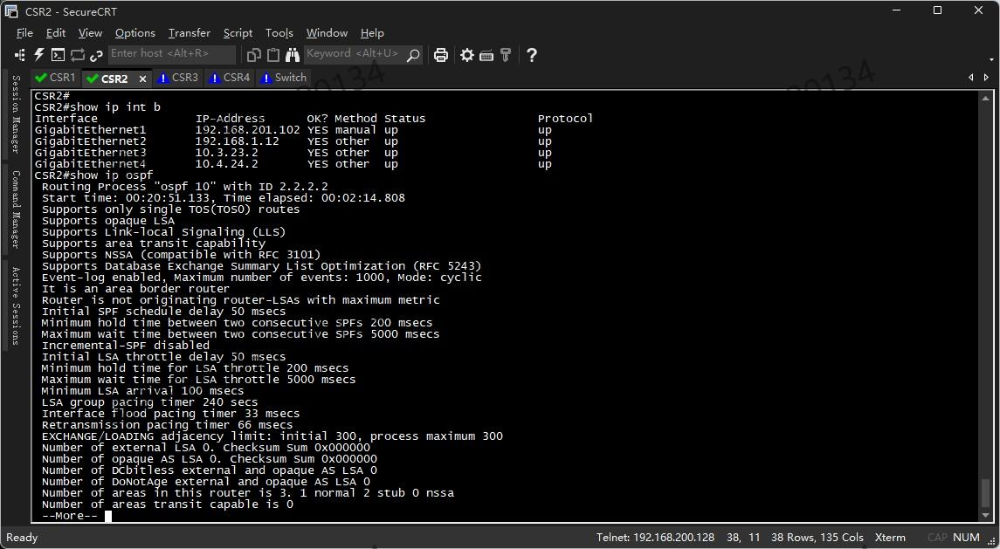 CSR2 - SecureCRT
File Edit View Options Transfer Script Tools Window Help
Enter host <Alt+R> Keyword <Alt+U>
CSR1 CSR2 CSR3 CSR4 Switch
Session Manager
Command Manager
Active Sessions
CSR2#
CSR2#show ip int b
Interface IP-Address OK? Method Status Protocol
GigabitEthernet1 192.168.201.102 YES manual up up
GigabitEthernet2 192.168.1.12 YES other up up
GigabitEthernet3 10.3.23.2 YES other up up
GigabitEthernet4 10.4.24.2 YES other up up
CSR2#show ip ospf
Routing Process "ospf 10" with ID 2.2.2.2
Start time: 00:20:51.133, Time elapsed: 00:02:14.808
Supports only single TOS(TOS0) routes
Supports opaque LSA
Supports Link-local Signaling (LLS)
Supports area transit capability
Supports NSSA (compatible with RFC 3101)
Supports Database Exchange Summary List Optimization (RFC 5243)
Event-log enabled, Maximum number of events: 1000, Mode: cyclic
It is an area border router
Router is not originating router-LSAs with maximum metric
Initial SPF schedule delay 50 msecs
Minimum hold time between two consecutive SPFs 200 msecs
Maximum wait time between two consecutive SPFs 5000 msecs
Incremental-SPF disabled
Initial LSA throttle delay 50 msecs
Minimum hold time for LSA throttle 200 msecs
Maximum wait time for LSA throttle 5000 msecs
Minimum LSA arrival 100 msecs
LSA group pacing timer 240 secs
Interface flood pacing timer 33 msecs
Retransmission pacing timer 66 msecs
EXCHANGE/LOADING adjacency limit: initial 300, process maximum 300
Number of external LSA 0. Checksum Sum 0x000000
Number of opaque AS LSA 0. Checksum Sum 0x000000
Number of DCbitless external and opaque AS LSA 0
Number of DoNotAge external and opaque AS LSA 0
Number of areas in this router is 3. 1 normal 2 stub 0 nssa
Number of areas transit capable is 0
--More--
Ready Telnet: 192.168.200.128 38, 11 38 Rows, 135 Cols Xterm CAP NUM